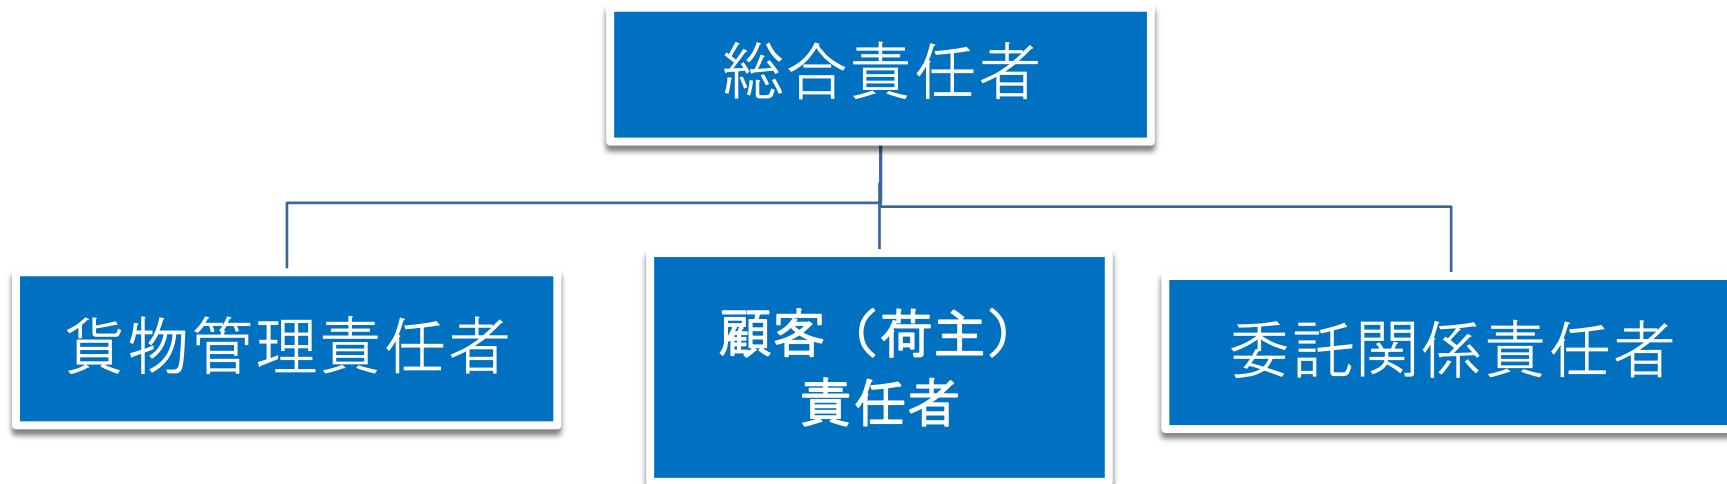 総合責任者
貨物管理責任者
顧客（荷主）
責任者
委託関係責任者